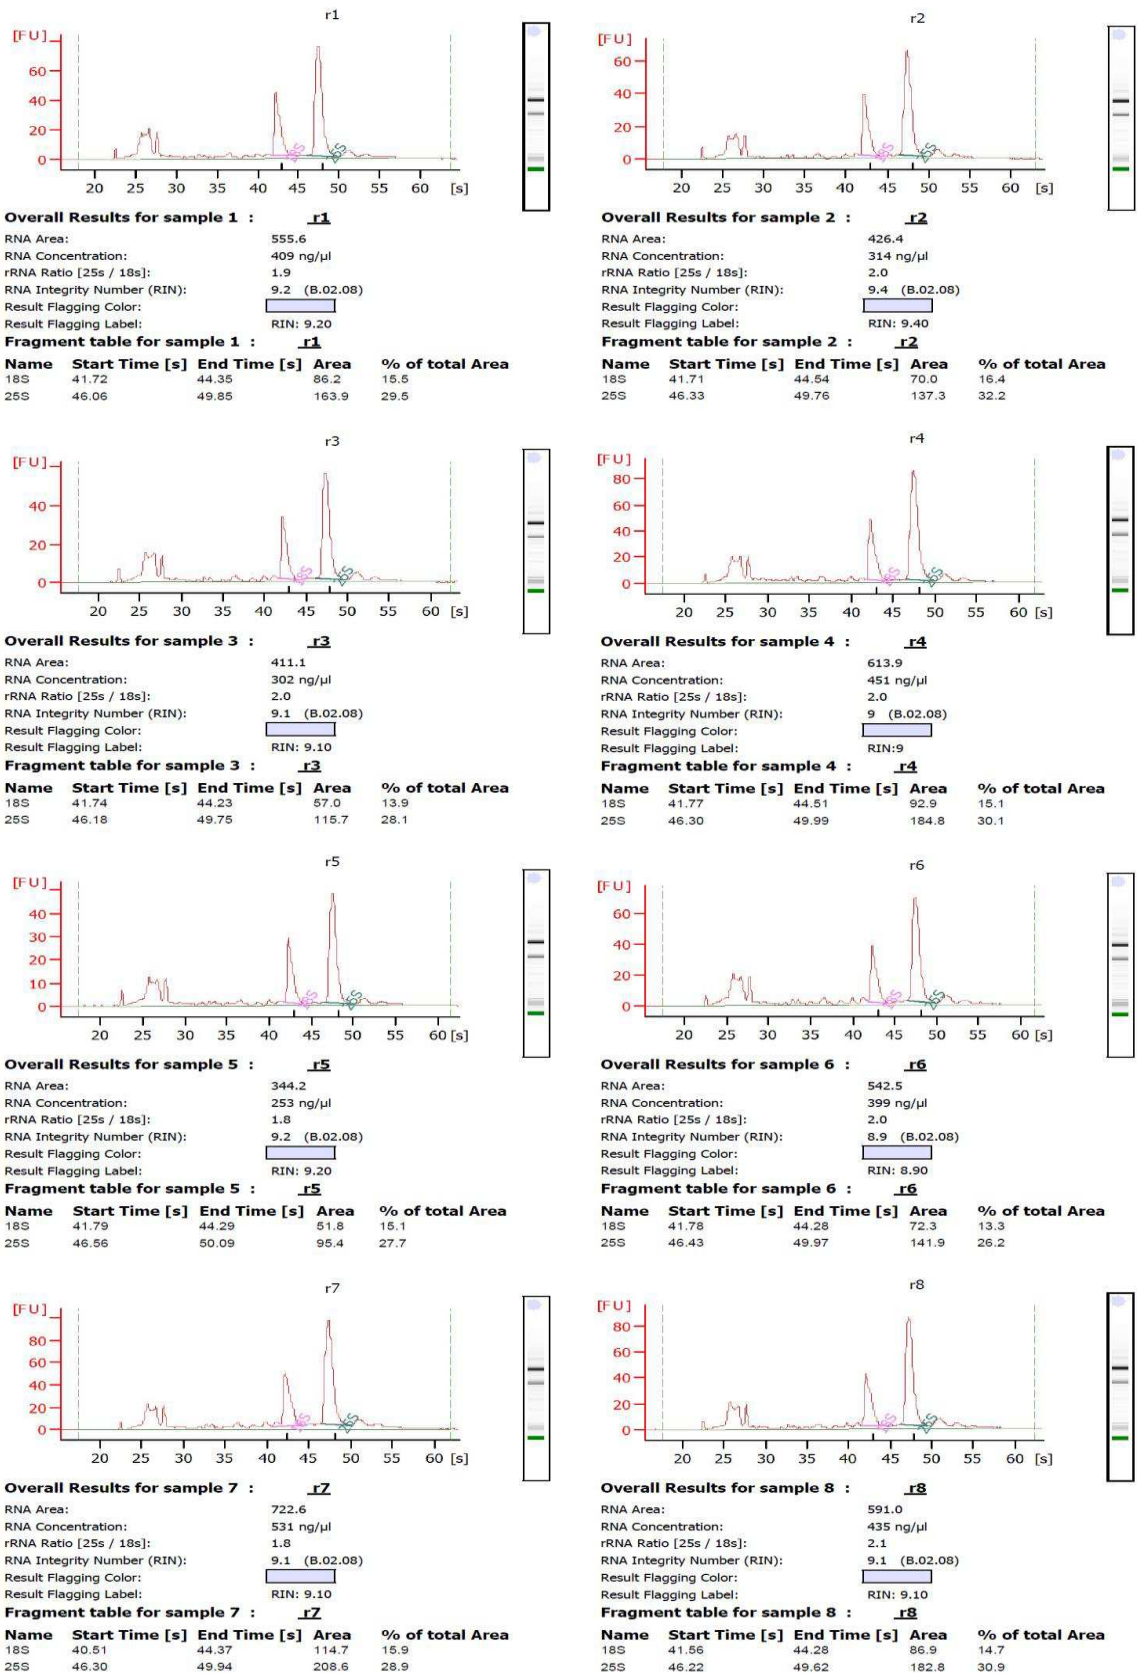 r1
[FU]
60
40
20
0
18S
25S
20 25 30 35 40 45 50 55 [s]
Overall Results for sample 1 : r1
RNA Area: 555.6
RNA Concentration: 409 ng/µl
rRNA Ratio [25s / 18s]: 1.9
RNA Integrity Number (RIN): 9.2 (B.02.08)
Result Flagging Color:
Result Flagging Label: RIN: 9.20
Fragment table for sample 1 : r1
Name Start Time [s] End Time [s] Area % of total Area
18S 41.72 44.35 86.2 15.5
25S 46.06 49.85 163.9 29.5
r2
[FU]
60
40
20
0
18S
25S
20 25 30 35 40 45 50 55 60 [s]
Overall Results for sample 2 : r2
RNA Area: 426.4
RNA Concentration: 314 ng/µl
rRNA Ratio [25s / 18s]: 2.0
RNA Integrity Number (RIN): 9.4 (B.02.08)
Result Flagging Color:
Result Flagging Label: RIN: 9.40
Fragment table for sample 2 : r2
Name Start Time [s] End Time [s] Area % of total Area
18S 41.71 44.54 70.0 16.4
25S 46.33 49.76 137.3 32.2
r3
[FU]
40
20
0
18S
25S
20 25 30 35 40 45 50 55 60 [s]
Overall Results for sample 3 : r3
RNA Area: 411.1
RNA Concentration: 302 ng/µl
rRNA Ratio [25s / 18s]: 2.0
RNA Integrity Number (RIN): 9.1 (B.02.08)
Result Flagging Color:
Result Flagging Label: RIN: 9.10
Fragment table for sample 3 : r3
Name Start Time [s] End Time [s] Area % of total Area
18S 41.74 44.23 57.0 13.9
25S 46.18 49.75 115.7 28.1
r4
[FU]
80
60
40
20
0
18S
25S
20 25 30 35 40 45 50 55 60 [s]
Overall Results for sample 4 : r4
RNA Area: 613.9
RNA Concentration: 451 ng/µl
rRNA Ratio [25s / 18s]: 2.0
RNA Integrity Number (RIN): 9 (B.02.08)
Result Flagging Color:
Result Flagging Label: RIN:9
Fragment table for sample 4 : r4
Name Start Time [s] End Time [s] Area % of total Area
18S 41.77 44.51 92.9 15.1
25S 46.30 49.99 184.8 30.1
r5
[FU]
40
30
20
10
0
18S
25S
20 25 30 35 40 45 50 55 60 [s]
Overall Results for sample 5 : r5
RNA Area: 344.2
RNA Concentration: 253 ng/µl
rRNA Ratio [25s / 18s]: 1.8
RNA Integrity Number (RIN): 9.2 (B.02.08)
Result Flagging Color:
Result Flagging Label: RIN: 9.20
Fragment table for sample 5 : r5
Name Start Time [s] End Time [s] Area % of total Area
18S 41.79 44.29 51.8 15.1
25S 46.56 50.09 95.4 27.7
r6
[FU]
60
40
20
0
18S
25S
20 25 30 35 40 45 50 55 60 [s]
Overall Results for sample 6 : r6
RNA Area: 542.5
RNA Concentration: 399 ng/µl
rRNA Ratio [25s / 18s]: 2.0
RNA Integrity Number (RIN): 8.9 (B.02.08)
Result Flagging Color:
Result Flagging Label: RIN: 8.90
Fragment table for sample 6 : r6
Name Start Time [s] End Time [s] Area % of total Area
18S 41.78 44.28 72.3 13.3
25S 46.43 49.97 141.9 26.2
r7
[FU]
80
60
40
20
0
18S
25S
20 25 30 35 40 45 50 55 60 [s]
Overall Results for sample 7 : r7
RNA Area: 722.6
RNA Concentration: 531 ng/µl
rRNA Ratio [25s / 18s]: 1.8
RNA Integrity Number (RIN): 9.1 (B.02.08)
Result Flagging Color:
Result Flagging Label: RIN: 9.10
Fragment table for sample 7 : r7
Name Start Time [s] End Time [s] Area % of total Area
18S 40.51 44.37 114.7 15.9
25S 46.30 49.94 208.6 28.9
r8
[FU]
80
60
40
20
0
18S
25S
20 25 30 35 40 45 50 55 60 [s]
Overall Results for sample 8 : r8
RNA Area: 591.0
RNA Concentration: 435 ng/µl
rRNA Ratio [25s / 18s]: 2.1
RNA Integrity Number (RIN): 9.1 (B.02.08)
Result Flagging Color:
Result Flagging Label: RIN: 9.10
Fragment table for sample 8 : r8
Name Start Time [s] End Time [s] Area % of total Area
18S 41.56 44.28 86.9 14.7
25S 46.22 49.62 182.8 30.9